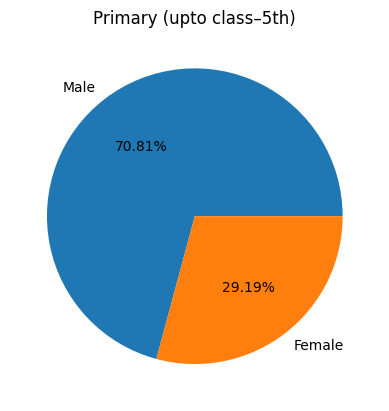 Primary (upto class–5th)
Male
70.81%
29.19%
Female